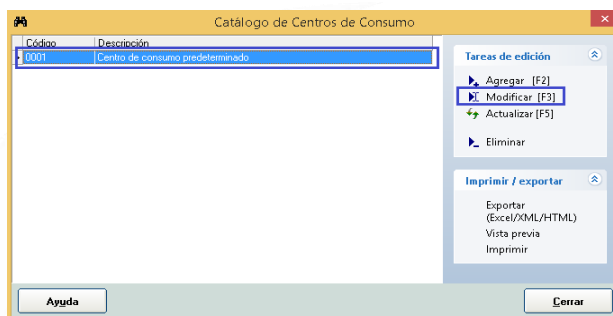 Catálogo de Centros de Consumo
Código Descripción
0001 Centro de consumo predeterminado
Tareas de edición
Agregar [F2]
Modificar [F3]
Actualizar [F5]
Eliminar
Imprimir / exportar
Exportar
(Excel/XML/HTML)
Vista previa
Imprimir
Ayuda
Cerrar